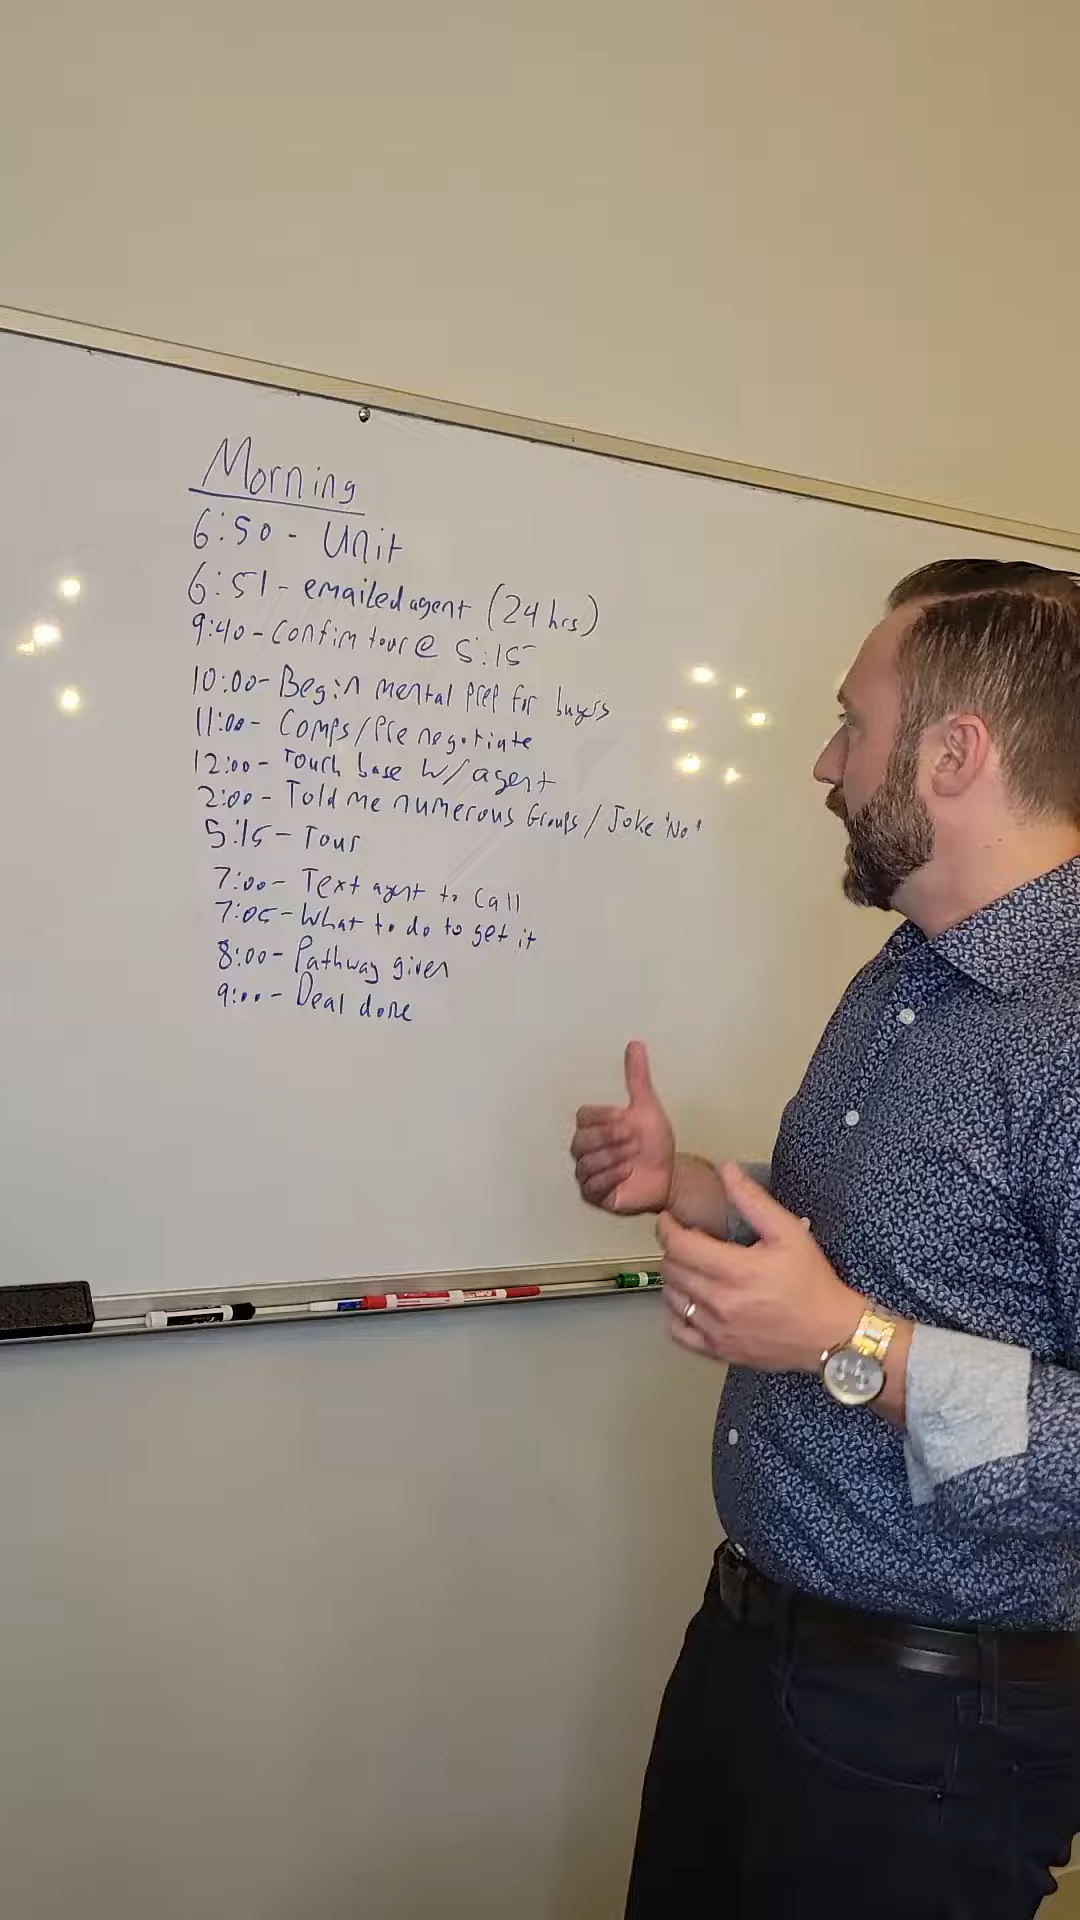 Morning
6:50 - Unit
6:51 - emailed agent (24 hrs)
9:40 - Confim tour @ 5:15
10:00 - Begin mental prep for buyers
11:00 - Comps/Pre negotiate
12:00 - Touch base w/ agent
2:00 - Told me numerous Groups / Joke 'No'
5:15 - Tour
7:00 - Text agent to Call
7:05 - What to do to get it
8:00 - Pathway given
9:00 - Deal done